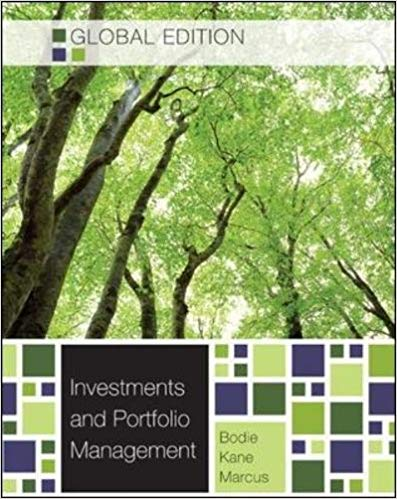 GLOBAL EDITION
Investments
and Portfolio
Management
Bodie
Kane
Marcus